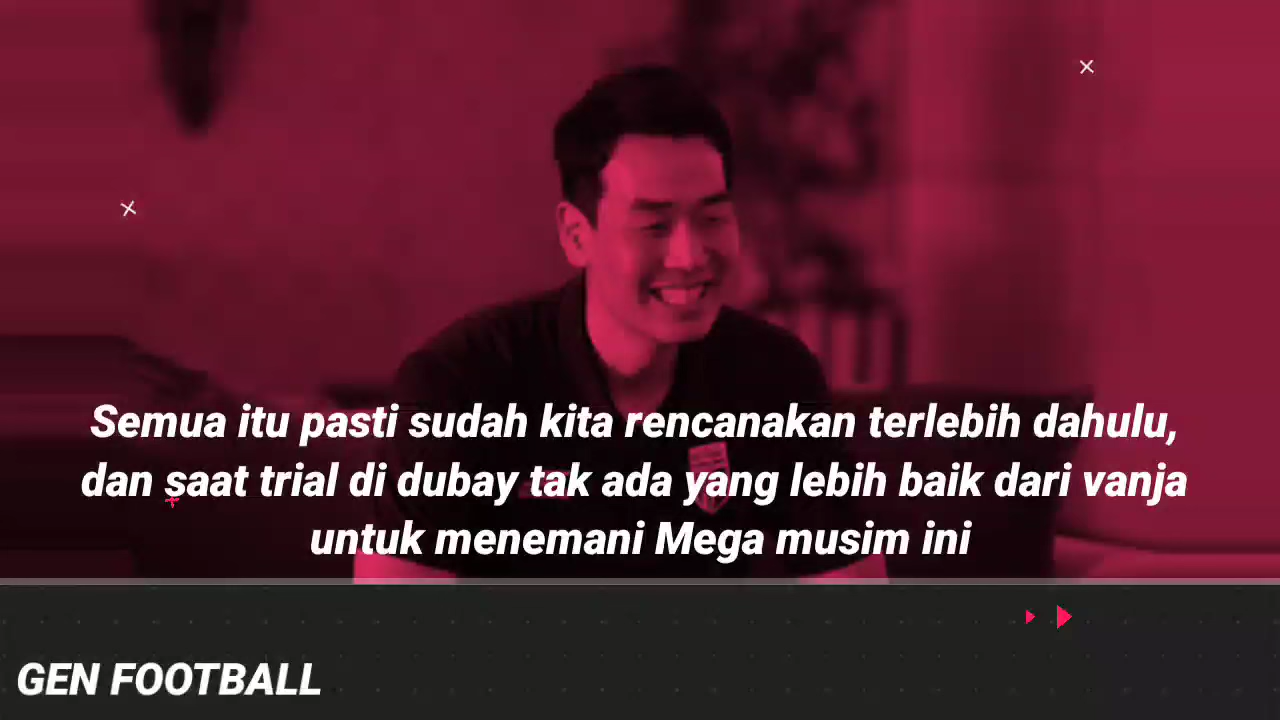 Semua itu pasti sudah kita rencanakan terlebih dahulu,
dan saat trial di dubay tak ada yang lebih baik dari vanja
untuk menemani Mega musim ini
GEN FOOTBALL